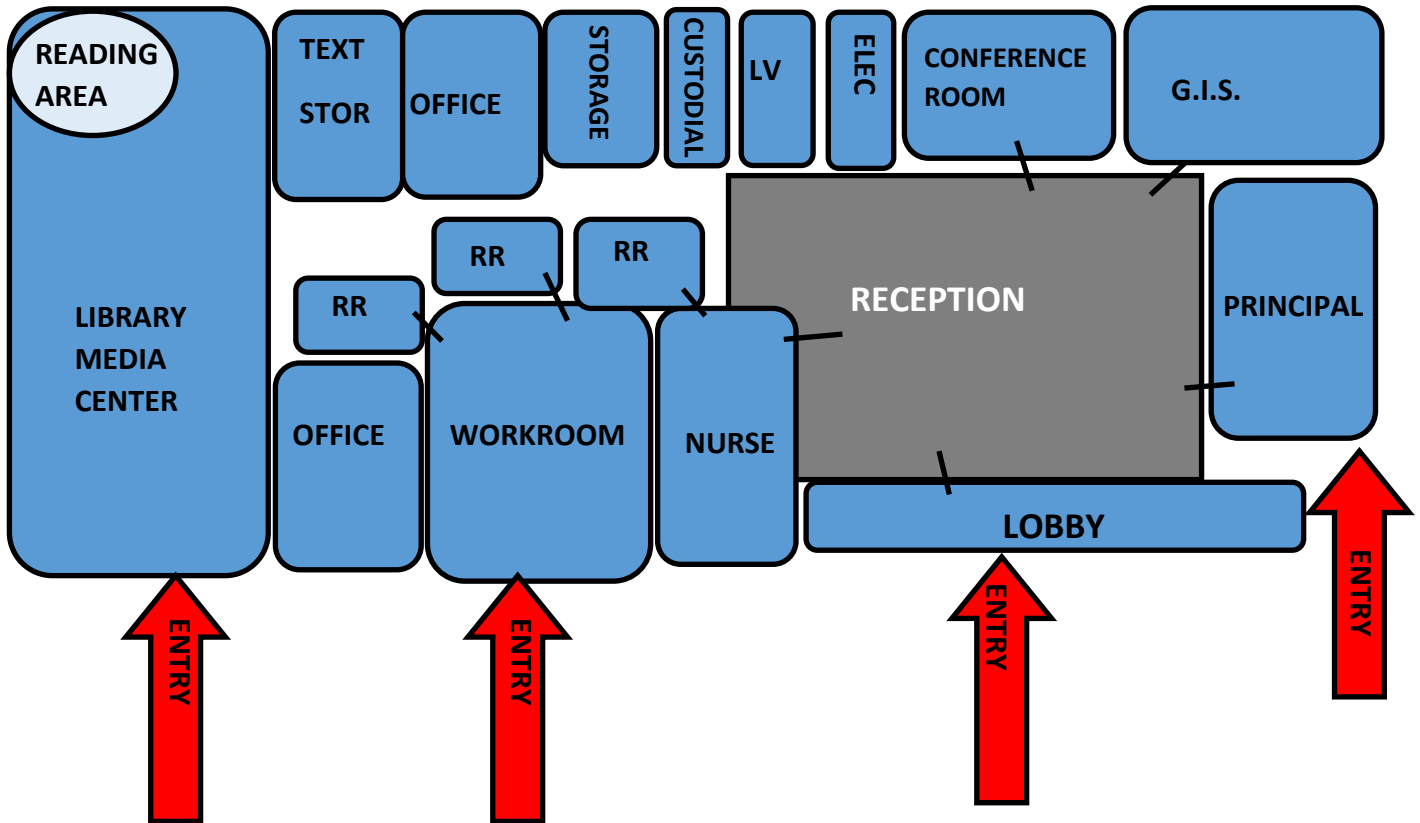 READING
AREA
TEXT
STOR
OFFICE
STORAGE
CUSTODIAL
LV
ELEC
CONFERENCE
ROOM
G.I.S.
RR
RR
RR
RECEPTION
PRINCIPAL
LIBRARY
MEDIA
CENTER
OFFICE
WORKROOM
NURSE
LOBBY
ENTRY
ENTRY
ENTRY
ENTRY